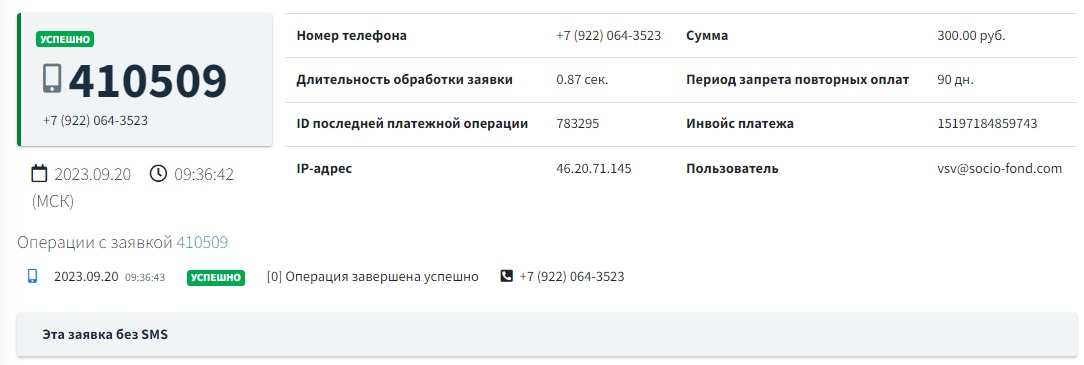 УСПЕШНО
410509
+7 (922) 064-3523
2023.09.20 09:36:42
(МСК)
Номер телефона +7 (922) 064-3523 Сумма 300.00 руб.
Длительность обработки заявки 0.87 сек. Период запрета повторных оплат 90 дн.
ID последней платежной операции 783295 Инвойс платежа 15197184859743
IP-адрес 46.20.71.145 Пользователь vsv@socio-fond.com
Операции с заявкой 410509
2023.09.20 09:36:43 УСПЕШНО [0] Операция завершена успешно +7 (922) 064-3523
Эта заявка без SMS